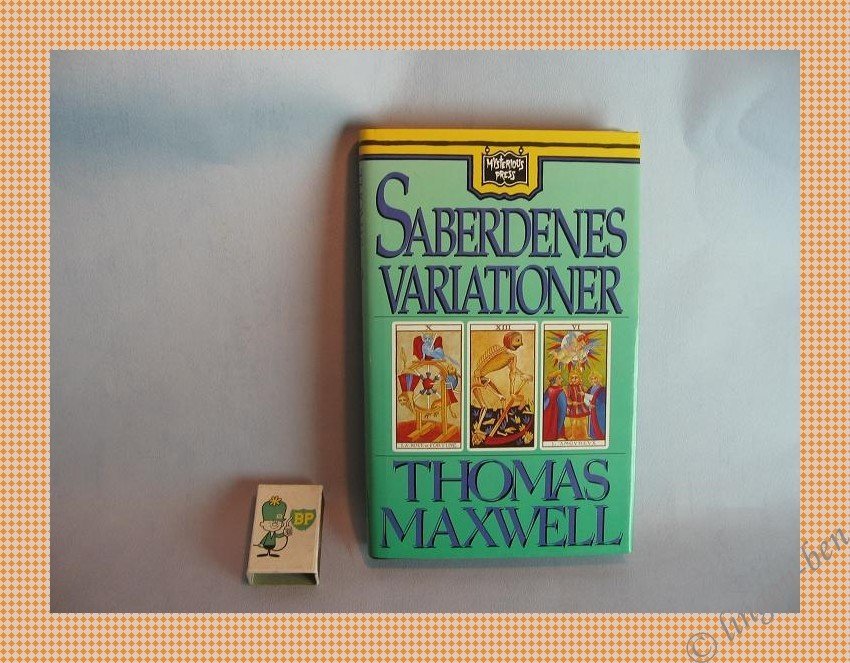 MYSTERIOUS
PRESS
SABERDENES
VARIATIONER
X
XIII
VI
THOMAS
MAXWELL
BP
©